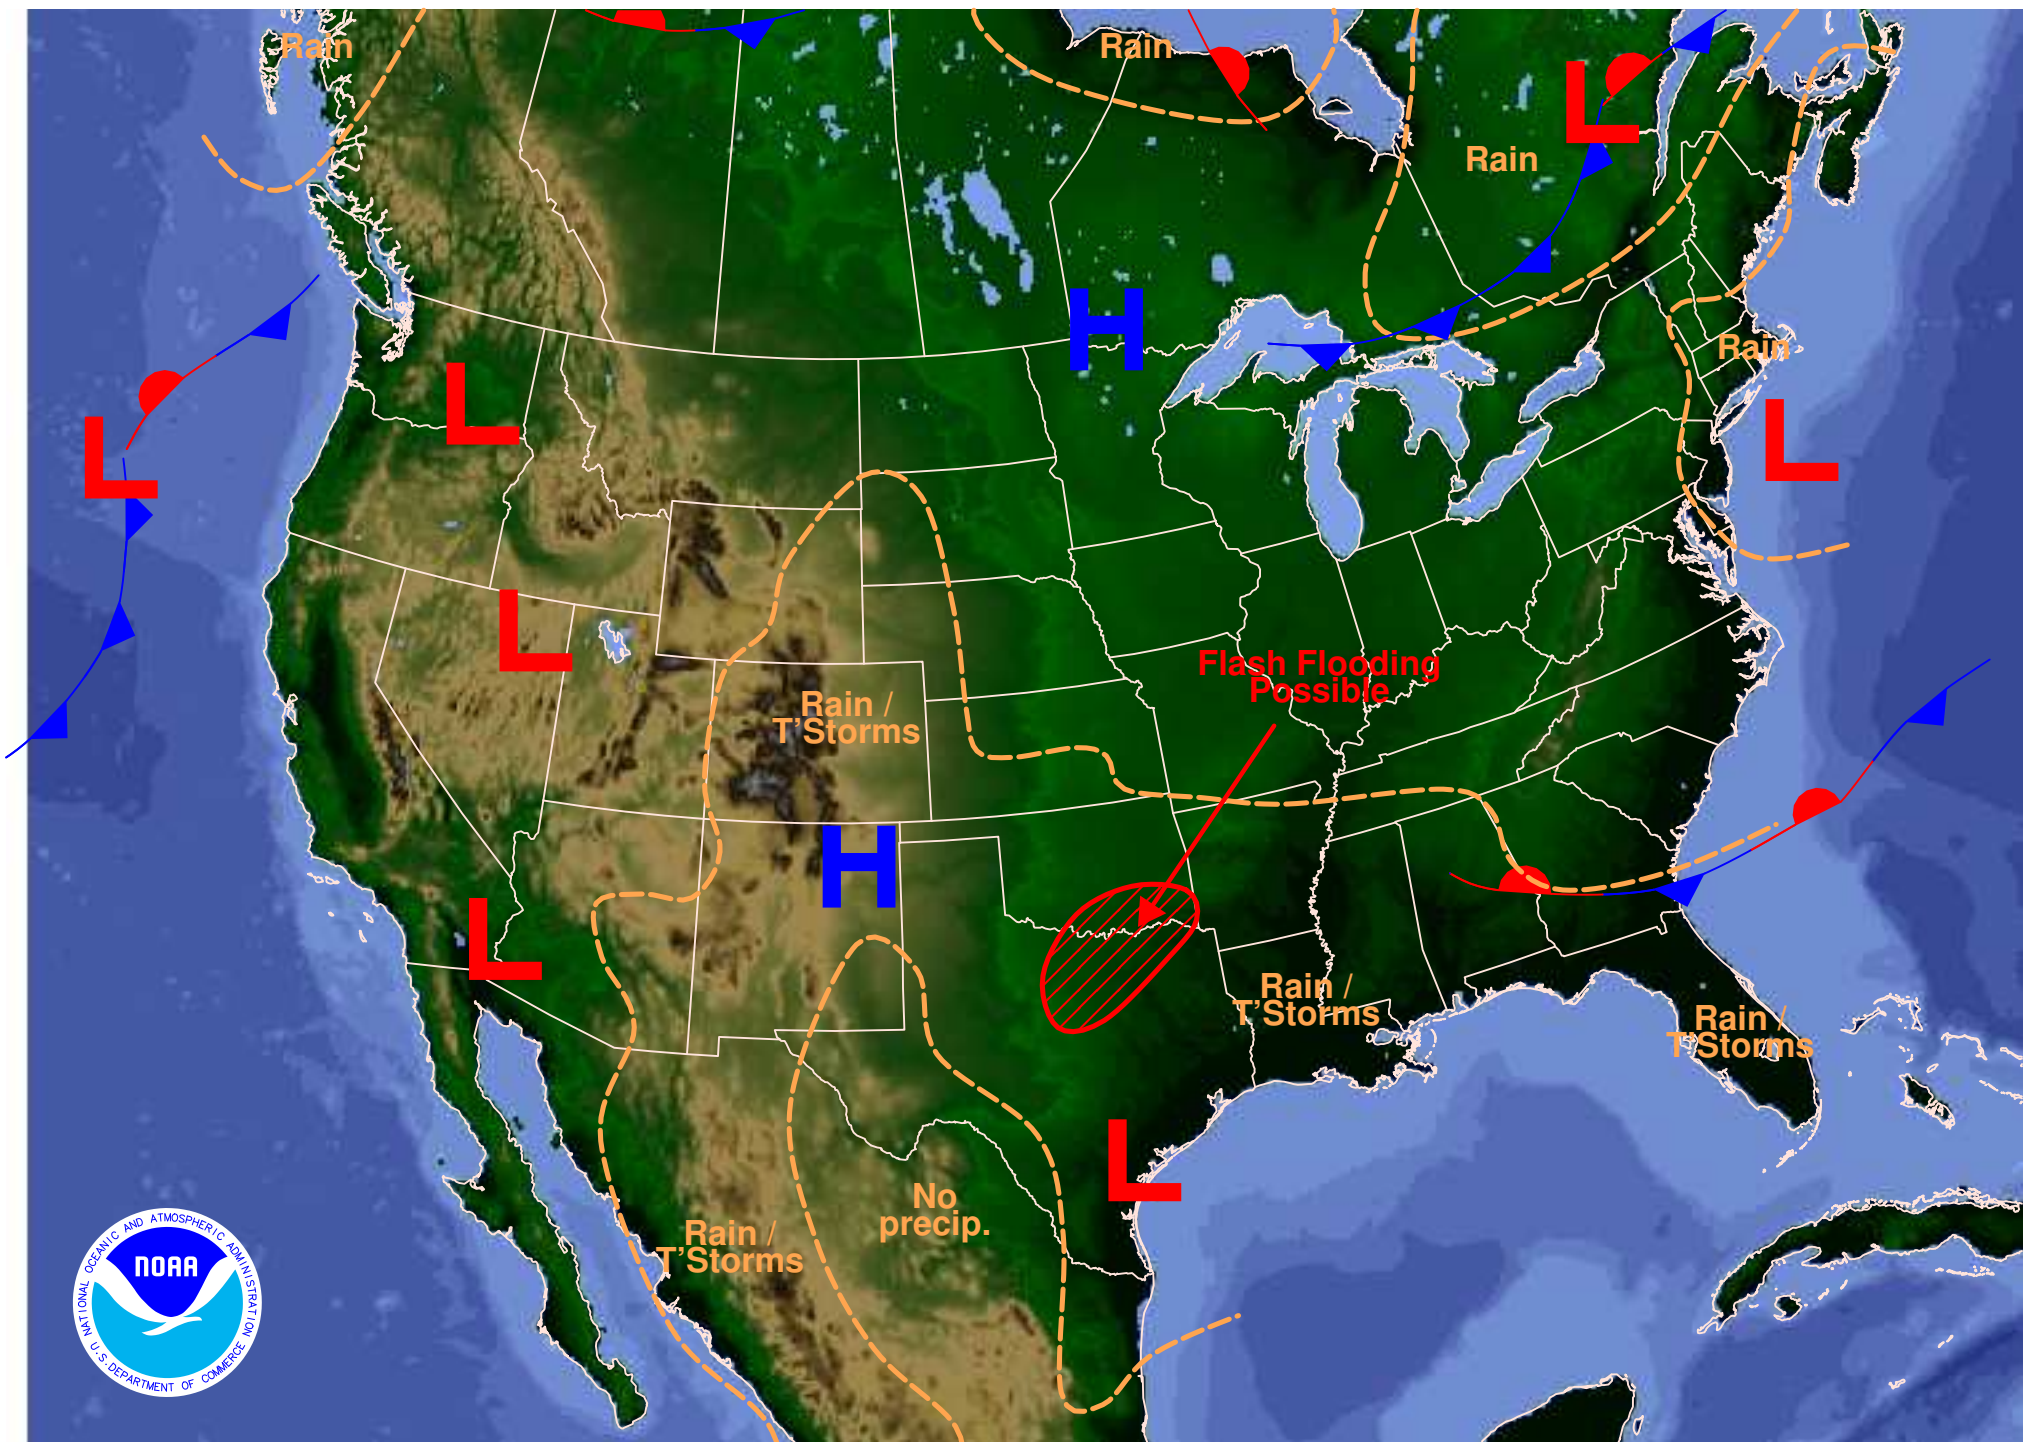 Rain
Rain
Rain
L
H
Rain
L
L
L
Flash Flooding
Possible
L
Rain /
T'Storms
H
L
Rain /
T'Storms
Rain /
T'Storms
L
No
precip.
Rain /
T'Storms
NATIONAL OCEANIC AND ATMOSPHERIC ADMINISTRATION
NOAA
U.S. DEPARTMENT OF COMMERCE